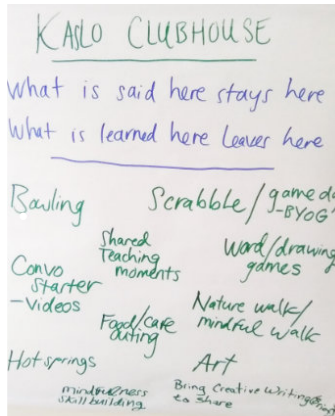 KASLO CLUBHOUSE
What is said here stays here
What is learned here leaves here
Bowling
Scrabble/game da
-BYOG
Shared
Teaching
moments
Word/drawing
games
Convo
Starter
-Videos
Nature walk/
mindful walk
Food/cafe
outing
Hot springs
Art
Bring Creative Writing
to share
mindfulness
skill building